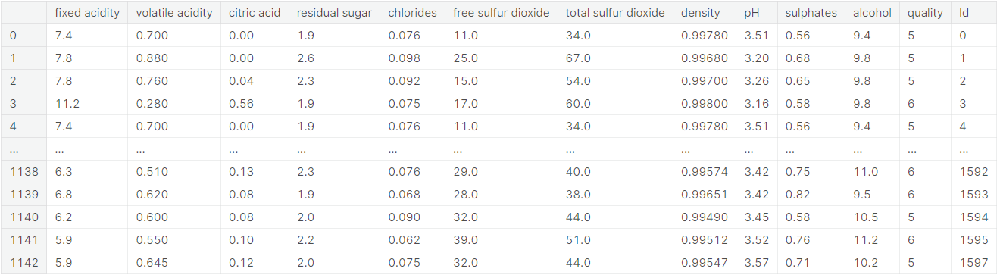 fixed acidity volatile acidity citric acid residual sugar chlorides free sulfur dioxide total sulfur dioxide density pH sulphates alcohol quality Id
0 7.4 0.700 0.00 1.9 0.076 11.0 34.0 0.99780 3.51 0.56 9.4 5 0
1 7.8 0.880 0.00 2.6 0.098 25.0 67.0 0.99680 3.20 0.68 9.8 5 1
2 7.8 0.760 0.04 2.3 0.092 15.0 54.0 0.99700 3.26 0.65 9.8 5 2
3 11.2 0.280 0.56 1.9 0.075 17.0 60.0 0.99800 3.16 0.58 9.8 6 3
4 7.4 0.700 0.00 1.9 0.076 11.0 34.0 0.99780 3.51 0.56 9.4 5 4
... ... ... ... ... ... ... ... ... ... ... ... ... ...
1138 6.3 0.510 0.13 2.3 0.076 29.0 40.0 0.99574 3.42 0.75 11.0 6 1592
1139 6.8 0.620 0.08 1.9 0.068 28.0 38.0 0.99651 3.42 0.82 9.5 6 1593
1140 6.2 0.600 0.08 2.0 0.090 32.0 44.0 0.99490 3.45 0.58 10.5 5 1594
1141 5.9 0.550 0.10 2.2 0.062 39.0 51.0 0.99512 3.52 0.76 11.2 6 1595
1142 5.9 0.645 0.12 2.0 0.075 32.0 44.0 0.99547 3.57 0.71 10.2 5 1597